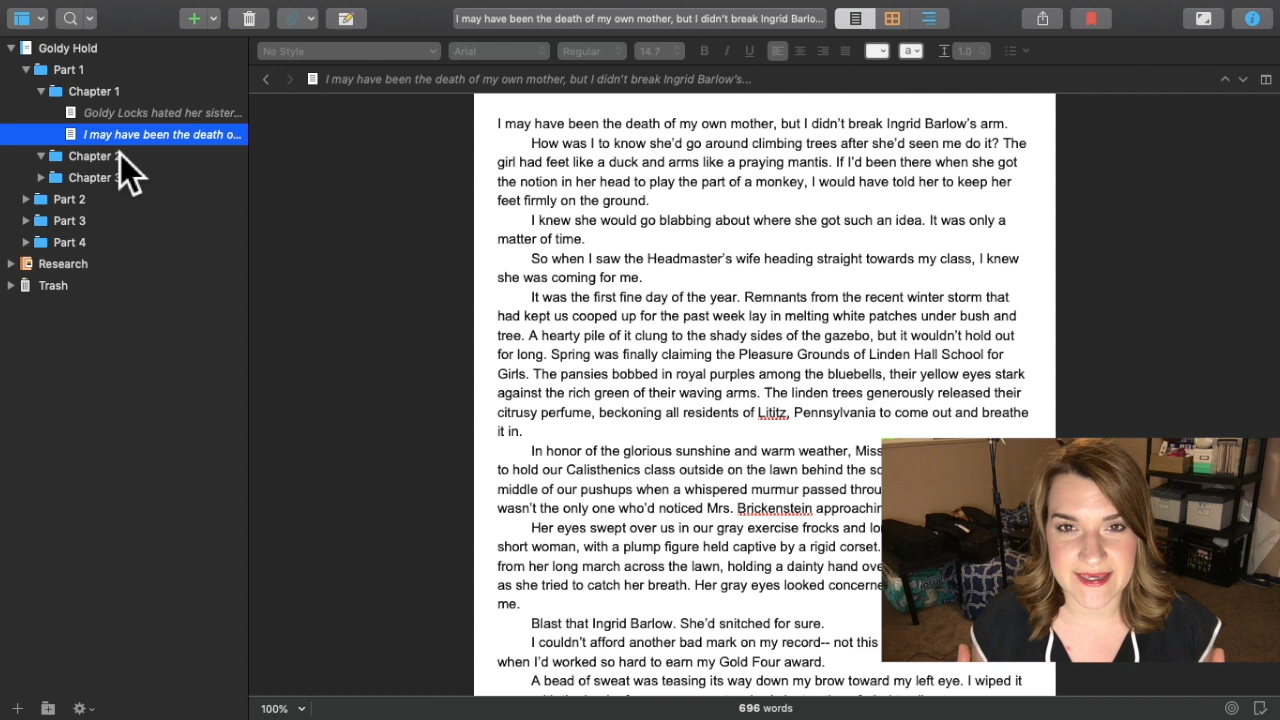 I may have been the death of my own mother, but I didn't break Ingrid Barlo...
No Style
Arial
Regular
14.7
B
I
U
a
1.0
Goldy Hold
Part 1
Chapter 1
Goldy Locks hated her sister...
I may have been the death o...
Chapter
Chapter
Part 2
Part 3
Part 4
Research
Trash
I may have been the death of my own mother, but I didn't break Ingrid Barlow's...
I may have been the death of my own mother, but I didn't break Ingrid Barlow's arm.
How was I to know she'd go around climbing trees after she'd seen me do it? The
girl had feet like a duck and arms like a praying mantis. If I'd been there when she got
the notion in her head to play the part of a monkey, I would have told her to keep her
feet firmly on the ground.
I knew she would go blabbing about where she got such an idea. It was only a
matter of time.
So when I saw the Headmaster's wife heading straight towards my class, I knew
she was coming for me.
It was the first fine day of the year. Remnants from the recent winter storm that
had kept us cooped up for the past week lay in melting white patches under bush and
tree. A hearty pile of it clung to the shady sides of the gazebo, but it wouldn't hold out
for long. Spring was finally claiming the Pleasure Grounds of Linden Hall School for
Girls. The pansies bobbed in royal purples among the bluebells, their yellow eyes stark
against the rich green of their waving arms. The linden trees generously released their
citrusy perfume, beckoning all residents of Lititz, Pennsylvania to come out and breathe
it in.
In honor of the glorious sunshine and warm weather, Miss
to hold our Calisthenics class outside on the lawn behind the
middle of our pushups when a whispered murmur passed
wasn't the only one who'd noticed Mrs. Brickenstein
Her eyes swept over us in our gray exercise frocks and
short woman, with a plump figure held captive by a rigid corset.
from her long march across the lawn, holding a dainty hand
as she tried to catch her breath. Her gray eyes looked
me.
Blast that Ingrid Barlow. She'd snitched for sure.
I couldn't afford another bad mark on my record-- not this
when I'd worked so hard to earn my Gold Four award.
A bead of sweat was teasing its way down my brow toward my left eye. I wiped it
100%
696 words